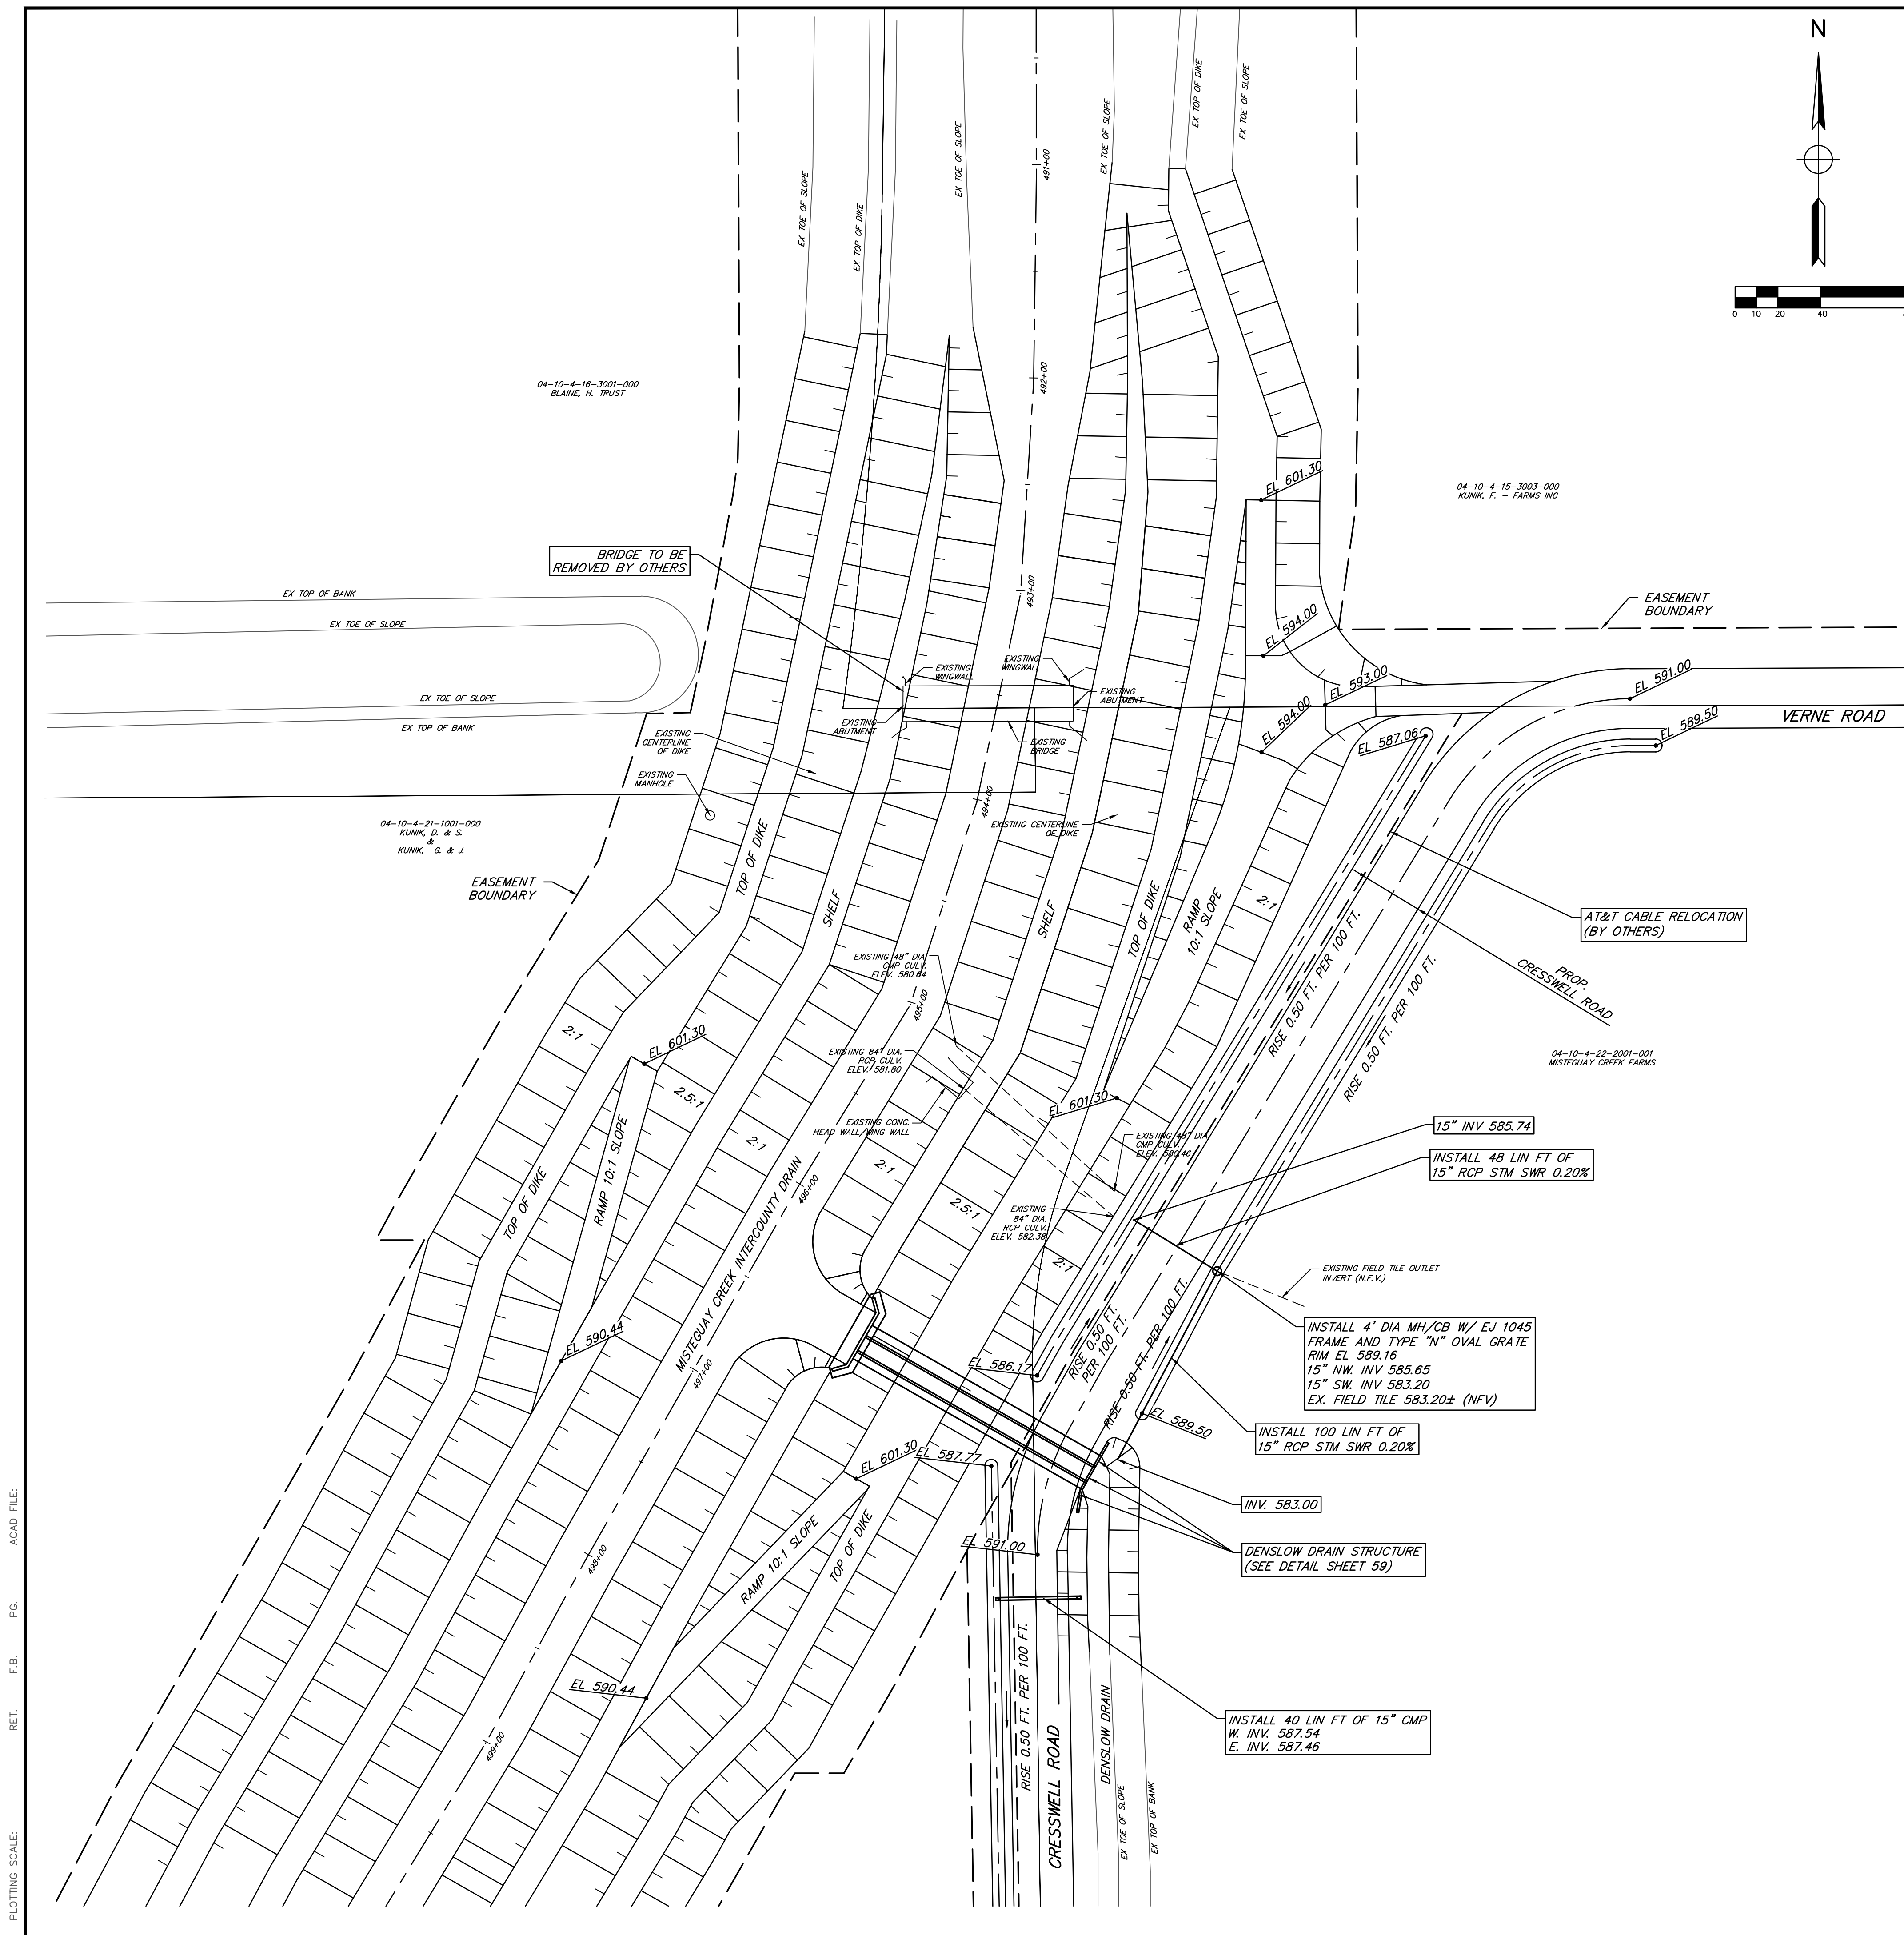 N
0 10 20 40
EX TOE OF SLOPE
EX TOP OF DIKE
EX TOE OF SLOPE
491+00
EX TOE OF SLOPE
EX TOP OF DIKE
EX TOE OF SLOPE
492+00
04-10-4-16-3001-000
BLAINE, H. TRUST
04-10-4-15-3003-000
KUNIK, F. - FARMS INC
EL 601.30
BRIDGE TO BE
REMOVED BY OTHERS
493+00
EX TOP OF BANK
EX TOE OF SLOPE
EX TOE OF SLOPE
EX TOP OF BANK
EASEMENT
BOUNDARY
EL 594.00
EL 593.00
EL 591.00
EL 594.00
EL 587.06
EL 589.50
VERNE ROAD
EXISTING
WINGWALL
EXISTING
WINGWALL
EXISTING
ABUTMENT
EXISTING
ABUTMENT
EXISTING
BRIDGE
EXISTING
CENTERLINE
OF DIKE
EXISTING
MANHOLE
494+00
EXISTING CENTERLINE
OF DIKE
04-10-4-21-1001-000
KUNIK, D. & S.
&
KUNIK, G. & J.
EASEMENT
BOUNDARY
TOP OF DIKE
SHELF
SHELF
TOP OF DIKE
RAMP
10:1 SLOPE
2:1
AT&T CABLE RELOCATION
(BY OTHERS)
PROP.
CRESSWELL ROAD
RISE 0.50 FT. PER 100 FT.
RISE 0.50 FT. PER 100 FT.
04-10-4-22-2001-001
MISTEGUAY CREEK FARMS
EXISTING 48" DIA.
CMP CULV.
ELEV. 580.64
495+00
EXISTING 84" DIA.
RCP CULV.
ELEV. 581.80
EXISTING CONC.
HEAD WALL/WING WALL
2:1
EL 601.30
2.5:1
2:1
RAMP 10:1 SLOPE
TOP OF DIKE
EL 601.30
EXISTING 48" DIA.
CMP CULV.
ELEV. 580.46
2:1
2.5:1
2:1
EXISTING
84" DIA.
RCP CULV.
ELEV. 582.38
496+00
MISTEGUAY CREEK INTERCOUNTY DRAIN
497+00
15" INV 585.74
INSTALL 48 LIN FT OF
15" RCP STM SWR 0.20%
EXISTING FIELD TILE OUTLET
INVERT (N.F.V.)
INSTALL 4' DIA MH/CB W/ EJ 1045
FRAME AND TYPE "N" OVAL GRATE
RIM EL 589.16
15" NW. INV 585.65
15" SW. INV 583.20
EX. FIELD TILE 583.20± (NFV)
EL 590.44
EL 586.17
RISE 0.50 FT.
PER 100 FT.
RISE 0.50 FT. PER 100 FT.
EL 589.50
INSTALL 100 LIN FT OF
15" RCP STM SWR 0.20%
EL 601.30
EL 587.77
INV. 583.00
EL 591.00
DENSLOW DRAIN STRUCTURE
(SEE DETAIL SHEET 59)
RAMP 10:1 SLOPE
TOP OF DIKE
498+00
EL 590.44
499+00
RISE 0.50 FT. PER 100 FT.
CRESSWELL ROAD
DENSLOW DRAIN
EX TOE OF SLOPE
EX TOP OF BANK
INSTALL 40 LIN FT OF 15" CMP
W. INV. 587.54
E. INV. 587.46
PLOTTING SCALE: RET. F.B. PG. ACAD FILE: